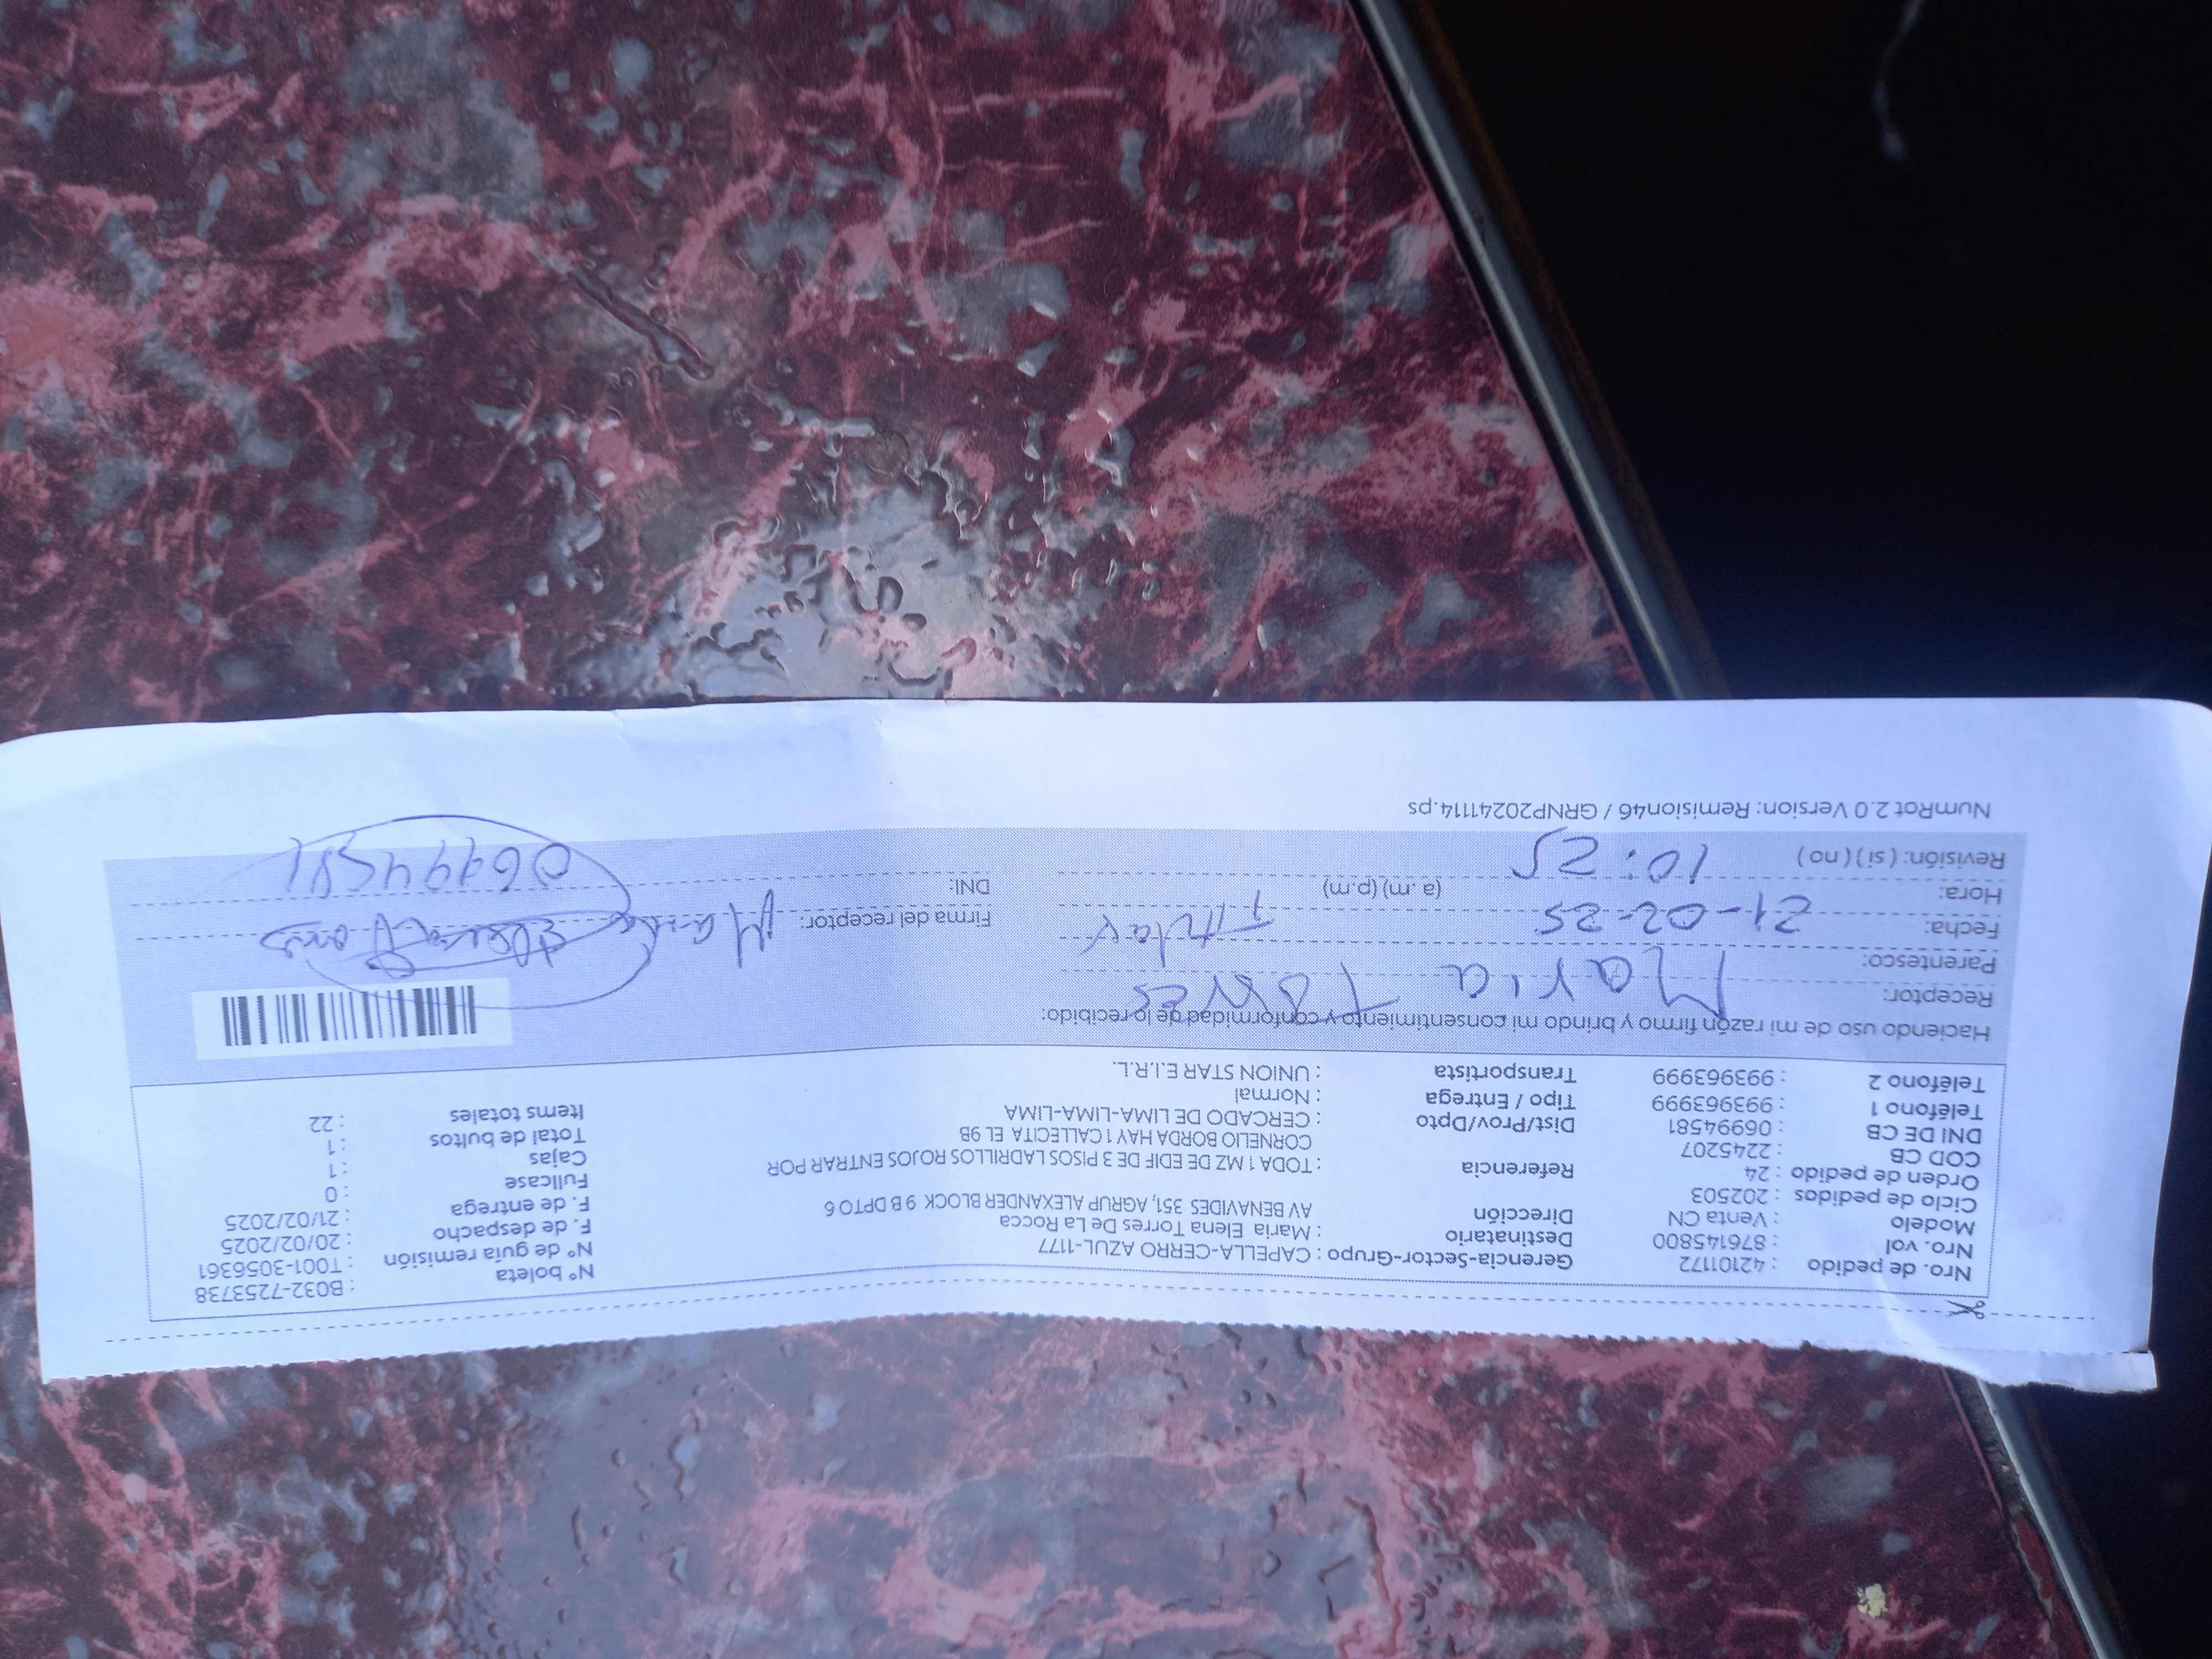 Nro. de pedido : 42101172
Nro. vol : 876145800
Modelo : Venta CN
Ciclo de pedidos : 202503
Orden de pedido : 24
COD CB : 2245207
DNI DE CB : 06994581
Teléfono 1 : 993963999
Teléfono 2 : 993963999
Gerencia-Sector-Grupo : CAPELLA-CERRO AZUL-1177
Destinatario : Maria Elena Torres De La Rocca
Dirección AV BENAVIDES 351, AGRUP ALEXANDER BLOCK 9 B DPTO 6
Referencia : TODA 1 MZ DE EDIF DE 3 PISOS LADRILLOS ROJOS ENTRAR POR
CORNELIO BORDA HAY 1 CALLECITA EL 9B
Dist/Prov/Dpto : CERCADO DE LIMA-LIMA-LIMA
Tipo / Entrega : Normal
Transportista : UNION STAR E.I.R.L.
N° boleta : B032-7253738
N° de guía remisión : T001-3056361
F. de despacho : 20/02/2025
F. de entrega : 21/02/2025
Fullcase : 0
Cajas : 1
Total de bultos : 1
Items totales : 22
Haciendo uso de mi razón firmo y brindo mi consentimiento y conformidad de lo recibido:
Receptor: Maria Torres
Parentesco: Titular
Fecha: 21-02-25
Hora: 10:25 (a. m) (p.m)
Revisión: ( si ) ( no )
Firma del receptor:
DNI: 06994581
NumRot 2.0 Version: Remision46 / GRNP20241114.ps